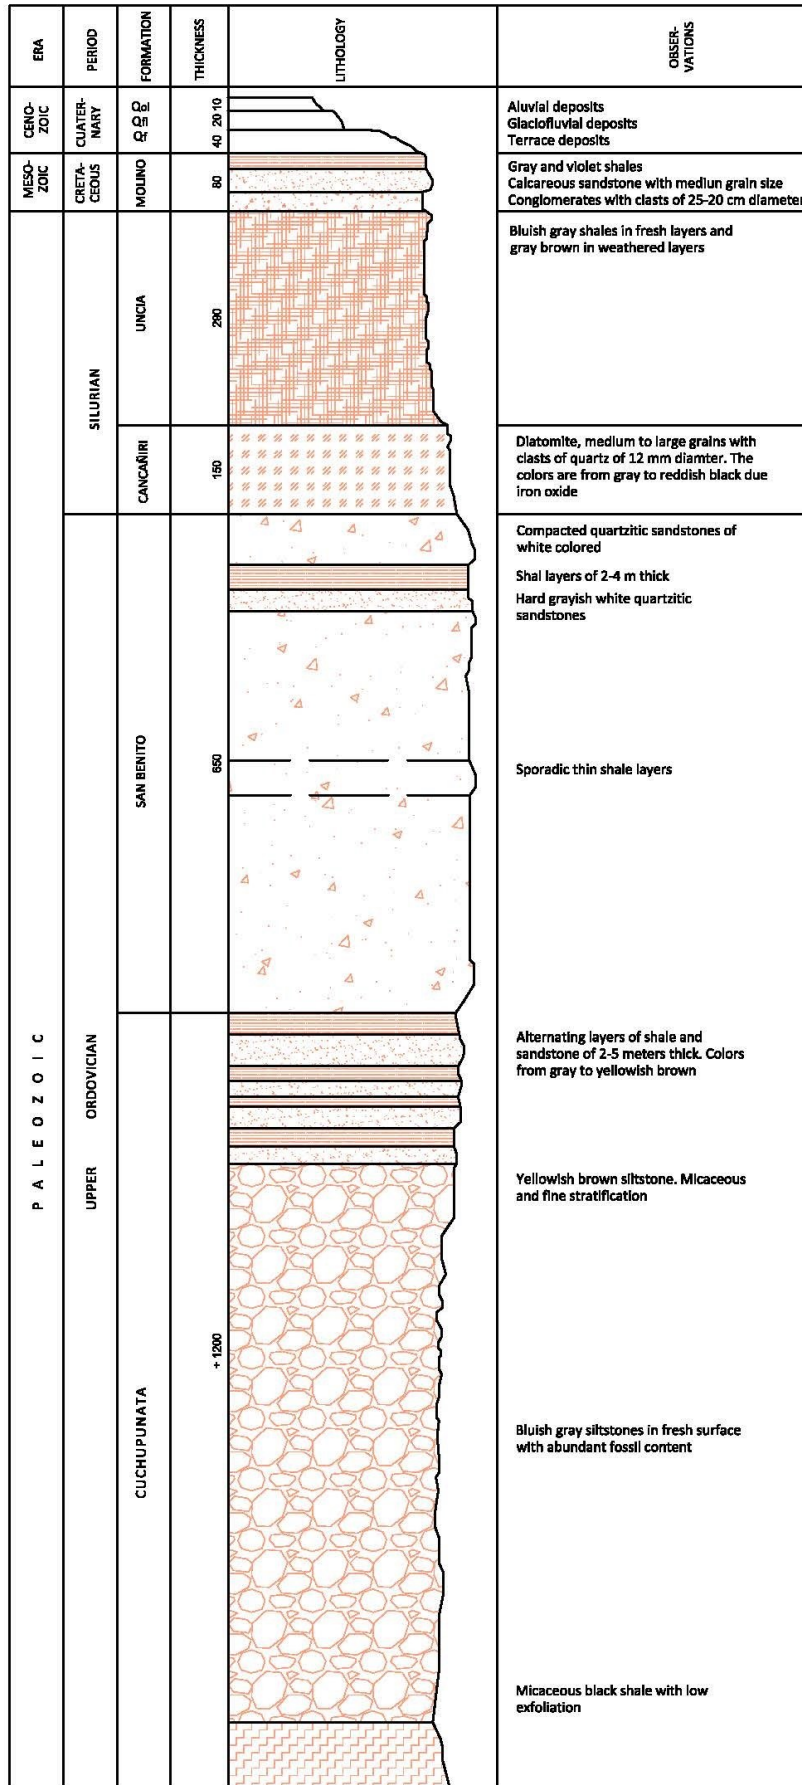 ERA
PERIOD
FORMATION
THICKNESS
LITHOLOGY
OBSER-
VATIONS
CENO-
ZOIC
CUATER-
NARY
Qal
Qfl
Qt
10
20
40
Aluvial deposits
Glaciofluvial deposits
Terrace deposits
MESO-
ZOIC
CRETA-
CEOUS
MOLINO
80
Gray and violet shales
Calcareous sandstone with mediun grain size
Conglomerates with clasts of 25-20 cm diameter
PALEOZOIC
SILURIAN
UNCIA
290
Bluish gray shales in fresh layers and
gray brown in weathered layers
CANCAÑIRI
150
Diatomite, medium to large grains with
clasts of quartz of 12 mm diamter. The
colors are from gray to reddish black due
iron oxide
UPPER ORDOVICIAN
SAN BENITO
650
Compacted quartzitic sandstones of
white colored
Shal layers of 2-4 m thick
Hard grayish white quartzitic
sandstones
Sporadic thin shale layers
CUCHUPUNATA
+ 1200
Alternating layers of shale and
sandstone of 2-5 meters thick. Colors
from gray to yellowish brown
Yellowish brown siltstone. Micaceous
and fine stratification
Bluish gray siltstones in fresh surface
with abundant fossil content
Micaceous black shale with low
exfoliation